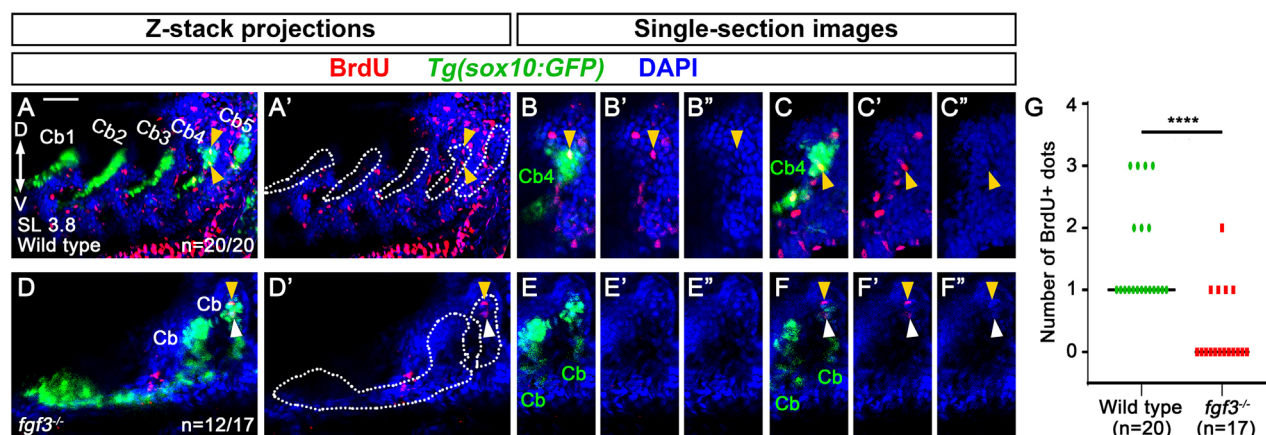 Z-stack projections
Single-section images
BrdU Tg(sox10:GFP) DAPI
A
Cb1
Cb2
Cb3
Cb4
Cb5
D
V
SL 3.8
Wild type
n=20/20
A’
B
Cb4
B’
B”
C
C’
C”
D
Cb
Cb
fgf3-/-
n=12/17
D’
E
Cb
Cb
E’
E”
F
Cb
F’
F”
G
Number of BrdU+ dots
4
3
2
1
0
****
Wild type
(n=20)
fgf3-/-
(n=17)